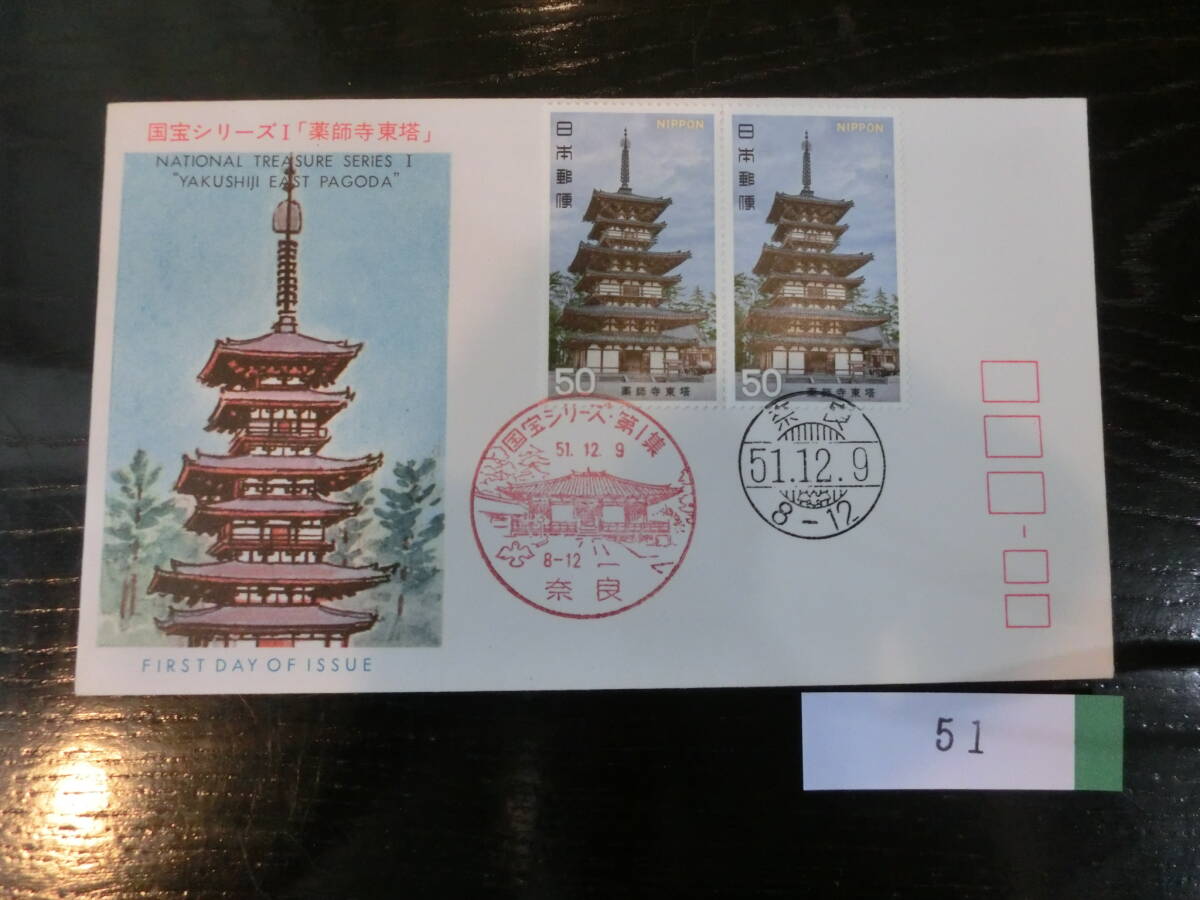 国宝シリーズⅠ「薬師寺東塔」
NATIONAL TREASURE SERIES I
"YAKUSHIJI EAST PAGODA"
FIRST DAY OF ISSUE
日本郵便
NIPPON
50
薬師寺東塔
日本郵便
NIPPON
50
薬師寺東塔
国宝シリーズ・第1集
51.12.9
8-12
奈良
51.12.9
8-12
51